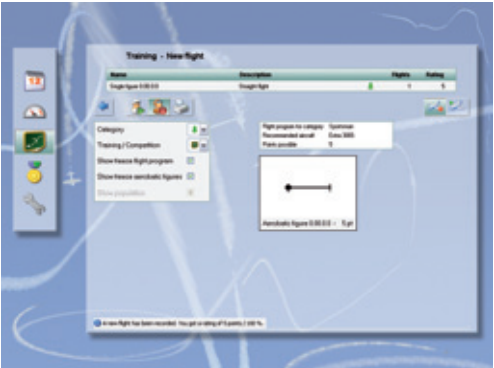 Training - New flight
12
Name Description Flights Rating
Single figure 0.00.0.0 Straight flight 1 5
Category
Training / Competition
Show freeze flight program
Show freeze aerobatic figures
Show population
Flight program for category Sportsman
Recommended aircraft Extra 300S
Points possible 5
Aerobatic figure 0.00.0.0 - 5 pt
A new flight has been recorded. You got a rating of 5 points / 100 %.